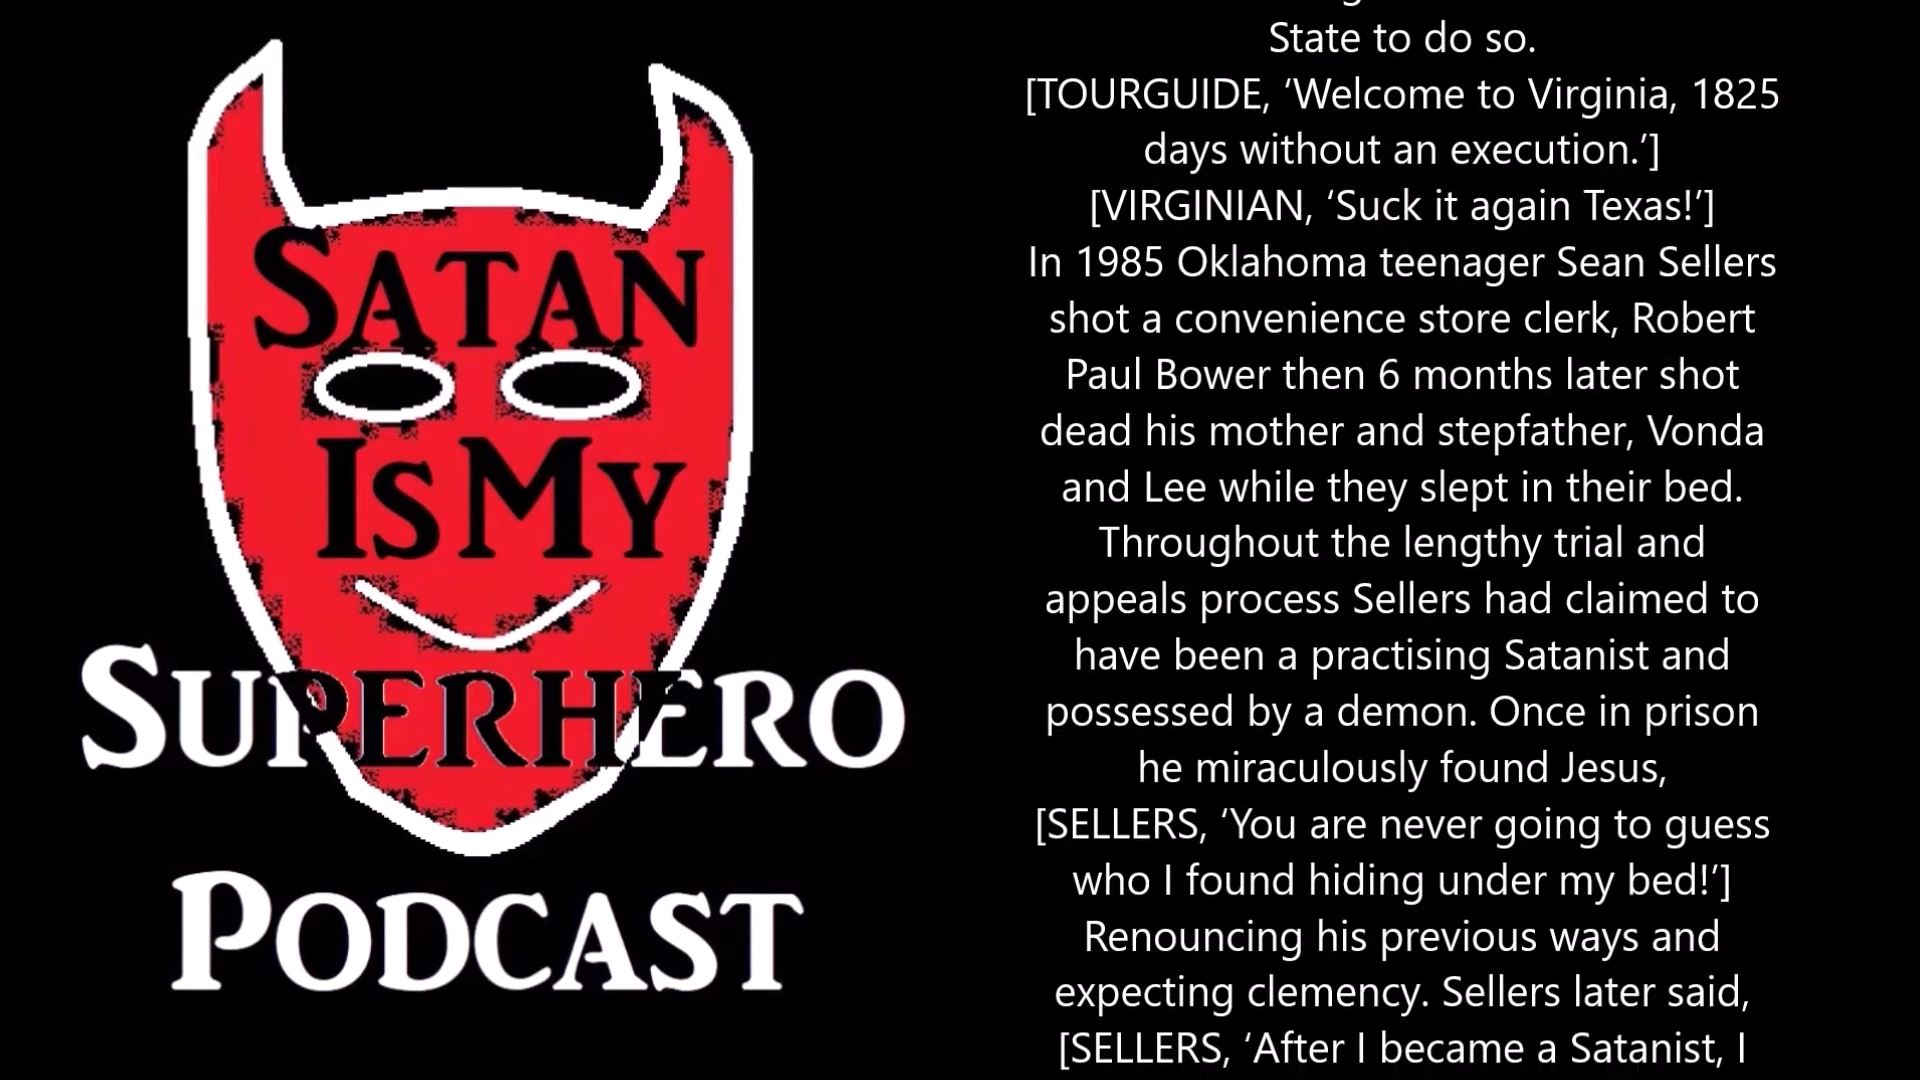 SATAN
IS MY
SUPERHERO
PODCAST
State to do so.
[TOURGUIDE, ‘Welcome to Virginia, 1825
days without an execution.’]
[VIRGINIAN, ‘Suck it again Texas!’]
In 1985 Oklahoma teenager Sean Sellers
shot a convenience store clerk, Robert
Paul Bower then 6 months later shot
dead his mother and stepfather, Vonda
and Lee while they slept in their bed.
Throughout the lengthy trial and
appeals process Sellers had claimed to
have been a practising Satanist and
possessed by a demon. Once in prison
he miraculously found Jesus,
[SELLERS, ‘You are never going to guess
who I found hiding under my bed!’]
Renouncing his previous ways and
expecting clemency. Sellers later said,
[SELLERS, ‘After I became a Satanist, I